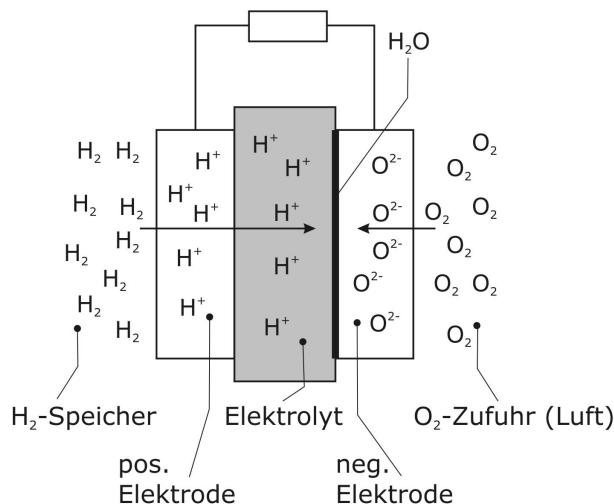 H₂O
H₂ H₂ H⁺ H⁺ H⁺ O²⁻ O₂ O₂
H₂ H₂ H⁺ H⁺ H⁺ O²⁻ O₂ O₂
H₂ H₂ H⁺ H⁺ O²⁻ O₂
H₂ O²⁻ O₂ O₂
H₂ H₂ H⁺ H⁺ O²⁻ O₂
H₂-Speicher Elektrolyt O₂-Zufuhr (Luft)
pos. neg.
Elektrode Elektrode